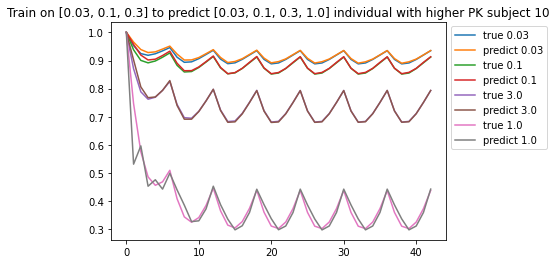 Train on [0.03, 0.1, 0.3] to predict [0.03, 0.1, 0.3, 1.0] individual with higher PK subject 10
1.0
0.9
0.8
0.7
0.6
0.5
0.4
0.3
0
10
20
30
40
true 0.03
predict 0.03
true 0.1
predict 0.1
true 3.0
predict 3.0
true 1.0
predict 1.0